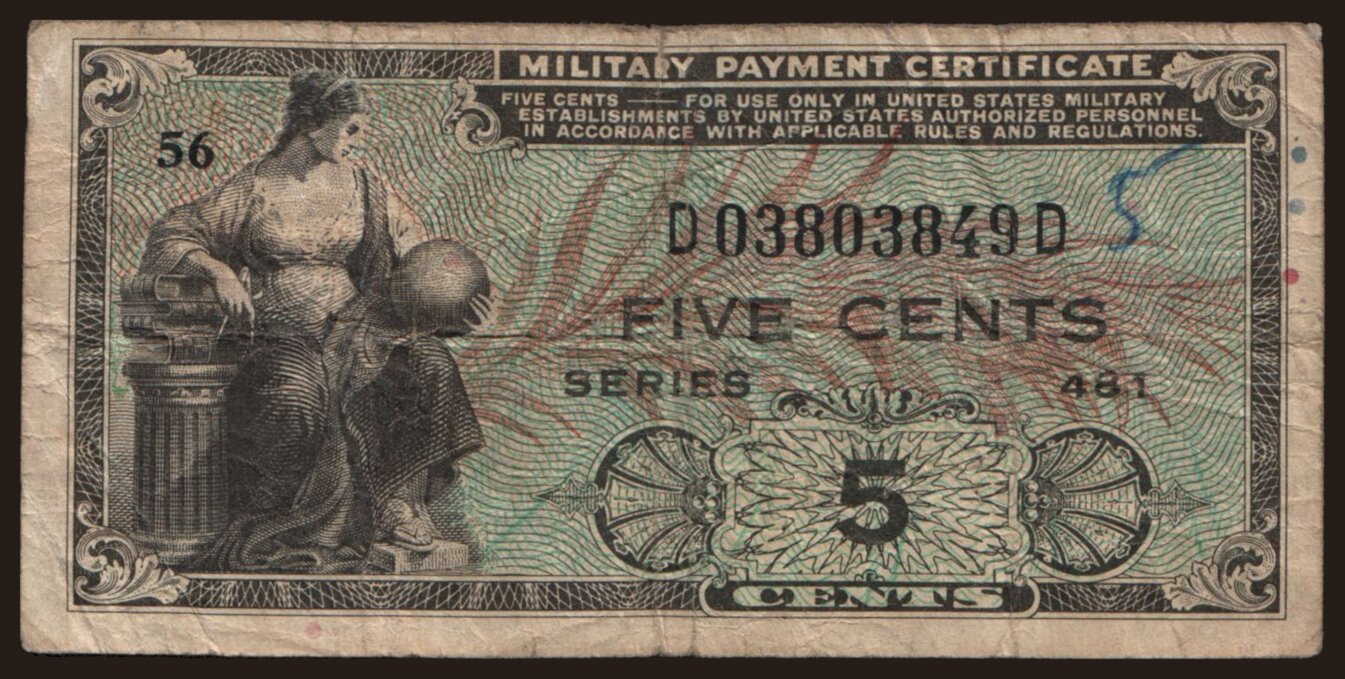 MILITARY PAYMENT CERTIFICATE
FIVE CENTS — FOR USE ONLY IN UNITED STATES MILITARY
ESTABLISHMENTS BY UNITED STATES AUTHORIZED PERSONNEL
IN ACCORDANCE WITH APPLICABLE RULES AND REGULATIONS.
56
5
D03803849D
FIVE CENTS
SERIES 481
5
CENTS